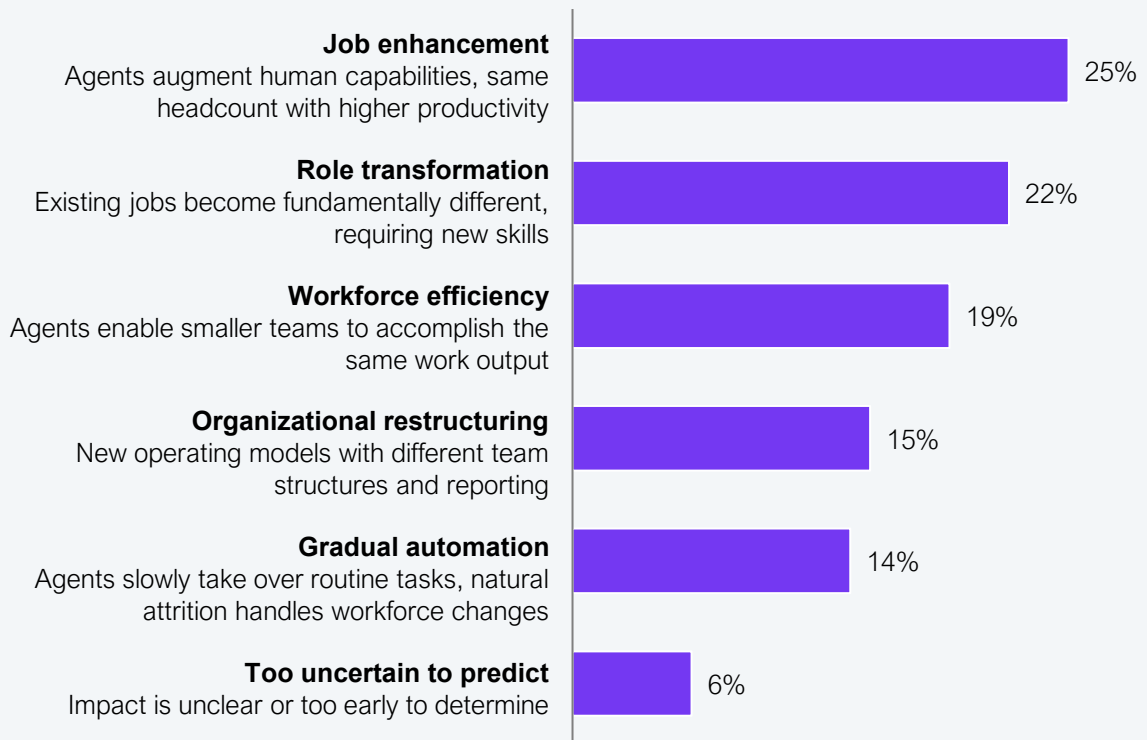 Job enhancement
Agents augment human capabilities, same
headcount with higher productivity
25%
Role transformation
Existing jobs become fundamentally different,
requiring new skills
22%
Workforce efficiency
Agents enable smaller teams to accomplish the
same work output
19%
Organizational restructuring
New operating models with different team
structures and reporting
15%
Gradual automation
Agents slowly take over routine tasks, natural
attrition handles workforce changes
14%
Too uncertain to predict
Impact is unclear or too early to determine
6%